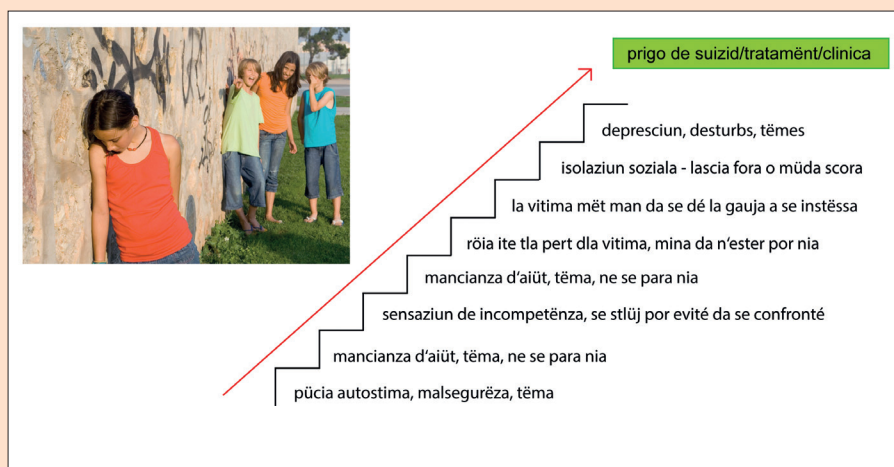 prigo de suizid/tratamënt/clinica
depresciun, desturbs, tëmes
isolaziun soziala - lascia fora o müda scora
la vitima mët man da se dé la gauja a se instëssa
röia ite tla pert dla vitima, mina da n‘ester por nia
mancianza d‘aiüt, tëma, ne se para nia
sensaziun de incompetënza, se stlüj por evité da se confronté
mancianza d‘aiüt, tëma, ne se para nia
pücia autostima, malsegurëza, tëma